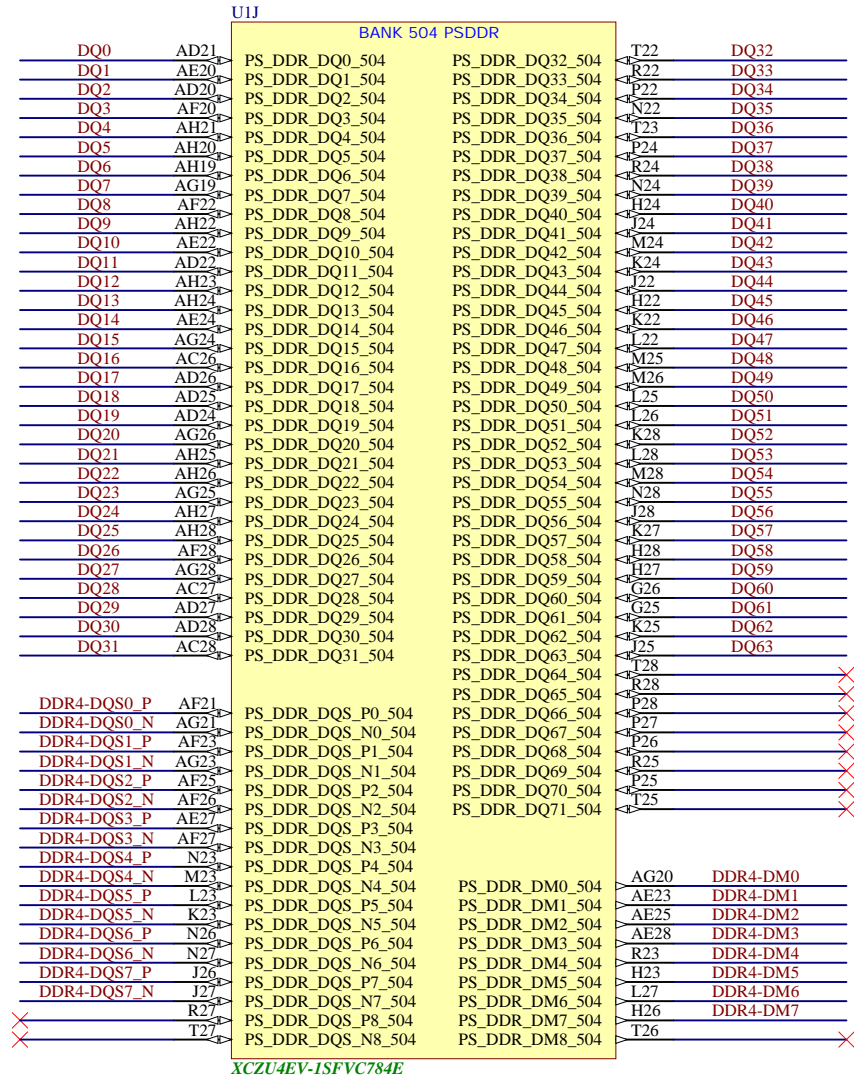 U1J
BANK 504 PSDDR
DQ0 AD21 PS_DDR_DQ0_504 PS_DDR_DQ32_504 T22 DQ32
DQ1 AE20 PS_DDR_DQ1_504 PS_DDR_DQ33_504 R22 DQ33
DQ2 AD20 PS_DDR_DQ2_504 PS_DDR_DQ34_504 P22 DQ34
DQ3 AF20 PS_DDR_DQ3_504 PS_DDR_DQ35_504 N22 DQ35
DQ4 AH21 PS_DDR_DQ4_504 PS_DDR_DQ36_504 T23 DQ36
DQ5 AH20 PS_DDR_DQ5_504 PS_DDR_DQ37_504 P24 DQ37
DQ6 AH19 PS_DDR_DQ6_504 PS_DDR_DQ38_504 R24 DQ38
DQ7 AG19 PS_DDR_DQ7_504 PS_DDR_DQ39_504 N24 DQ39
DQ8 AF22 PS_DDR_DQ8_504 PS_DDR_DQ40_504 H24 DQ40
DQ9 AH22 PS_DDR_DQ9_504 PS_DDR_DQ41_504 J24 DQ41
DQ10 AE22 PS_DDR_DQ10_504 PS_DDR_DQ42_504 M24 DQ42
DQ11 AD22 PS_DDR_DQ11_504 PS_DDR_DQ43_504 K24 DQ43
DQ12 AH23 PS_DDR_DQ12_504 PS_DDR_DQ44_504 J22 DQ44
DQ13 AH24 PS_DDR_DQ13_504 PS_DDR_DQ45_504 H22 DQ45
DQ14 AE24 PS_DDR_DQ14_504 PS_DDR_DQ46_504 K22 DQ46
DQ15 AG24 PS_DDR_DQ15_504 PS_DDR_DQ47_504 L22 DQ47
DQ16 AC26 PS_DDR_DQ16_504 PS_DDR_DQ48_504 M25 DQ48
DQ17 AD26 PS_DDR_DQ17_504 PS_DDR_DQ49_504 M26 DQ49
DQ18 AD25 PS_DDR_DQ18_504 PS_DDR_DQ50_504 L25 DQ50
DQ19 AD24 PS_DDR_DQ19_504 PS_DDR_DQ51_504 L26 DQ51
DQ20 AG26 PS_DDR_DQ20_504 PS_DDR_DQ52_504 K28 DQ52
DQ21 AH25 PS_DDR_DQ21_504 PS_DDR_DQ53_504 L28 DQ53
DQ22 AH26 PS_DDR_DQ22_504 PS_DDR_DQ54_504 M28 DQ54
DQ23 AG25 PS_DDR_DQ23_504 PS_DDR_DQ55_504 N28 DQ55
DQ24 AH27 PS_DDR_DQ24_504 PS_DDR_DQ56_504 J28 DQ56
DQ25 AH28 PS_DDR_DQ25_504 PS_DDR_DQ57_504 K27 DQ57
DQ26 AF28 PS_DDR_DQ26_504 PS_DDR_DQ58_504 H28 DQ58
DQ27 AG28 PS_DDR_DQ27_504 PS_DDR_DQ59_504 H27 DQ59
DQ28 AC27 PS_DDR_DQ28_504 PS_DDR_DQ60_504 G26 DQ60
DQ29 AD27 PS_DDR_DQ29_504 PS_DDR_DQ61_504 G25 DQ61
DQ30 AD28 PS_DDR_DQ30_504 PS_DDR_DQ62_504 K25 DQ62
DQ31 AC28 PS_DDR_DQ31_504 PS_DDR_DQ63_504 J25 DQ63
PS_DDR_DQ64_504 T28
PS_DDR_DQ65_504 R28
DDR4-DQS0_P AF21 PS_DDR_DQS_P0_504 PS_DDR_DQ66_504 P28
DDR4-DQS0_N AG21 PS_DDR_DQS_N0_504 PS_DDR_DQ67_504 P27
DDR4-DQS1_P AF23 PS_DDR_DQS_P1_504 PS_DDR_DQ68_504 P26
DDR4-DQS1_N AG23 PS_DDR_DQS_N1_504 PS_DDR_DQ69_504 R25
DDR4-DQS2_P AF25 PS_DDR_DQS_P2_504 PS_DDR_DQ70_504 P25
DDR4-DQS2_N AF26 PS_DDR_DQS_N2_504 PS_DDR_DQ71_504 T25
DDR4-DQS3_P AE27 PS_DDR_DQS_P3_504
DDR4-DQS3_N AF27 PS_DDR_DQS_N3_504
DDR4-DQS4_P N23 PS_DDR_DQS_P4_504
DDR4-DQS4_N M23 PS_DDR_DQS_N4_504 PS_DDR_DM0_504 AG20 DDR4-DM0
DDR4-DQS5_P L23 PS_DDR_DQS_P5_504 PS_DDR_DM1_504 AE23 DDR4-DM1
DDR4-DQS5_N K23 PS_DDR_DQS_N5_504 PS_DDR_DM2_504 AE25 DDR4-DM2
DDR4-DQS6_P N26 PS_DDR_DQS_P6_504 PS_DDR_DM3_504 AE28 DDR4-DM3
DDR4-DQS6_N N27 PS_DDR_DQS_N6_504 PS_DDR_DM4_504 R23 DDR4-DM4
DDR4-DQS7_P J26 PS_DDR_DQS_P7_504 PS_DDR_DM5_504 H23 DDR4-DM5
DDR4-DQS7_N J27 PS_DDR_DQS_N7_504 PS_DDR_DM6_504 L27 DDR4-DM6
R27 PS_DDR_DQS_P8_504 PS_DDR_DM7_504 H26 DDR4-DM7
T27 PS_DDR_DQS_N8_504 PS_DDR_DM8_504 T26
XCZU4EV-1SFVC784E